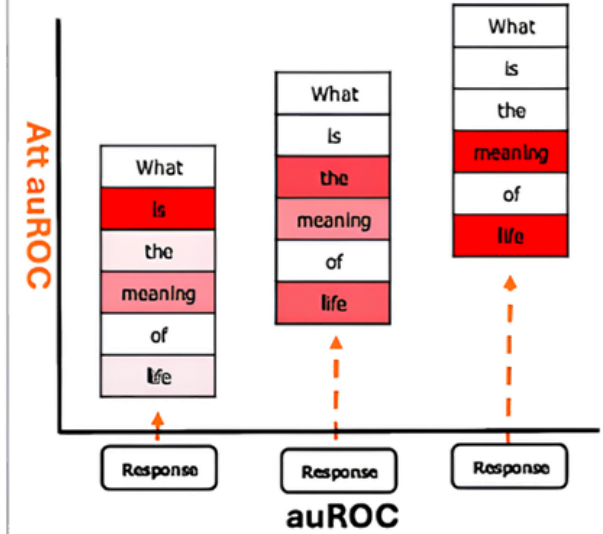 Att auROC
What
is
the
meaning
of
life
What
is
the
meaning
of
life
What
is
the
meaning
of
life
Response
Response
Response
auROC